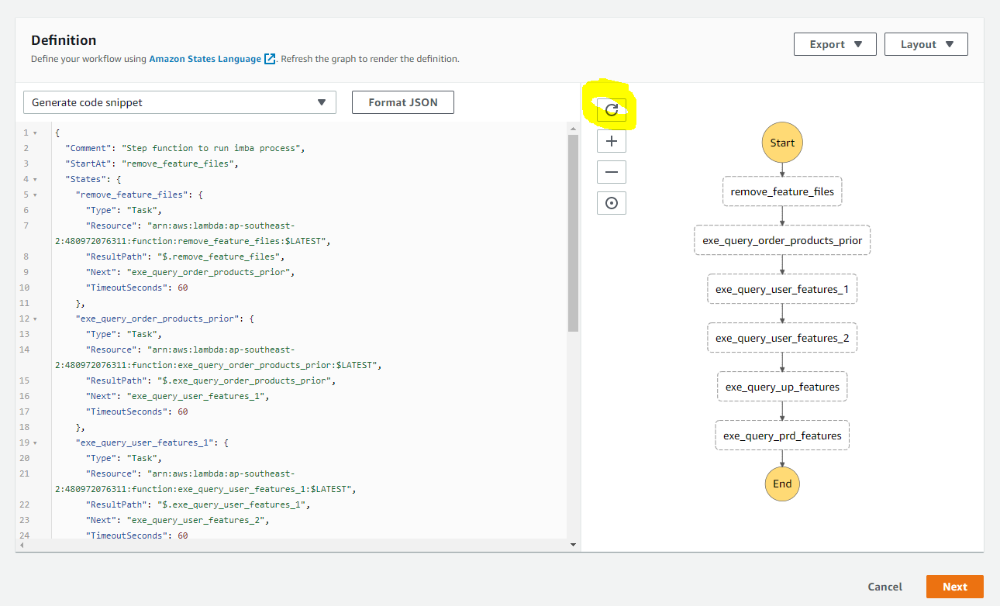 Definition
Export ▼ Layout ▼
Define your workflow using Amazon States Language. Refresh the graph to render the definition.
Generate code snippet ▼ Format JSON
1 {
2 "Comment": "Step function to run imba process",
3 "StartAt": "remove_feature_files",
4 "States": {
5 "remove_feature_files": {
6 "Type": "Task",
7 "Resource": "arn:aws:lambda:ap-southeast-
2:480972076311:function:remove_feature_files:$LATEST",
8 "ResultPath": "$.remove_feature_files",
9 "Next": "exe_query_order_products_prior",
10 "TimeoutSeconds": 60
11 },
12 "exe_query_order_products_prior": {
13 "Type": "Task",
14 "Resource": "arn:aws:lambda:ap-southeast-
2:480972076311:function:exe_query_order_products_prior:$LATEST",
15 "ResultPath": "$.exe_query_order_products_prior",
16 "Next": "exe_query_user_features_1",
17 "TimeoutSeconds": 60
18 },
19 "exe_query_user_features_1": {
20 "Type": "Task",
21 "Resource": "arn:aws:lambda:ap-southeast-
2:480972076311:function:exe_query_user_features_1:$LATEST",
22 "ResultPath": "$.exe_query_user_features_1",
23 "Next": "exe_query_user_features_2",
24 "TimeoutSeconds": 60
Start
remove_feature_files
exe_query_order_products_prior
exe_query_user_features_1
exe_query_user_features_2
exe_query_up_features
exe_query_prd_features
End
Cancel Next